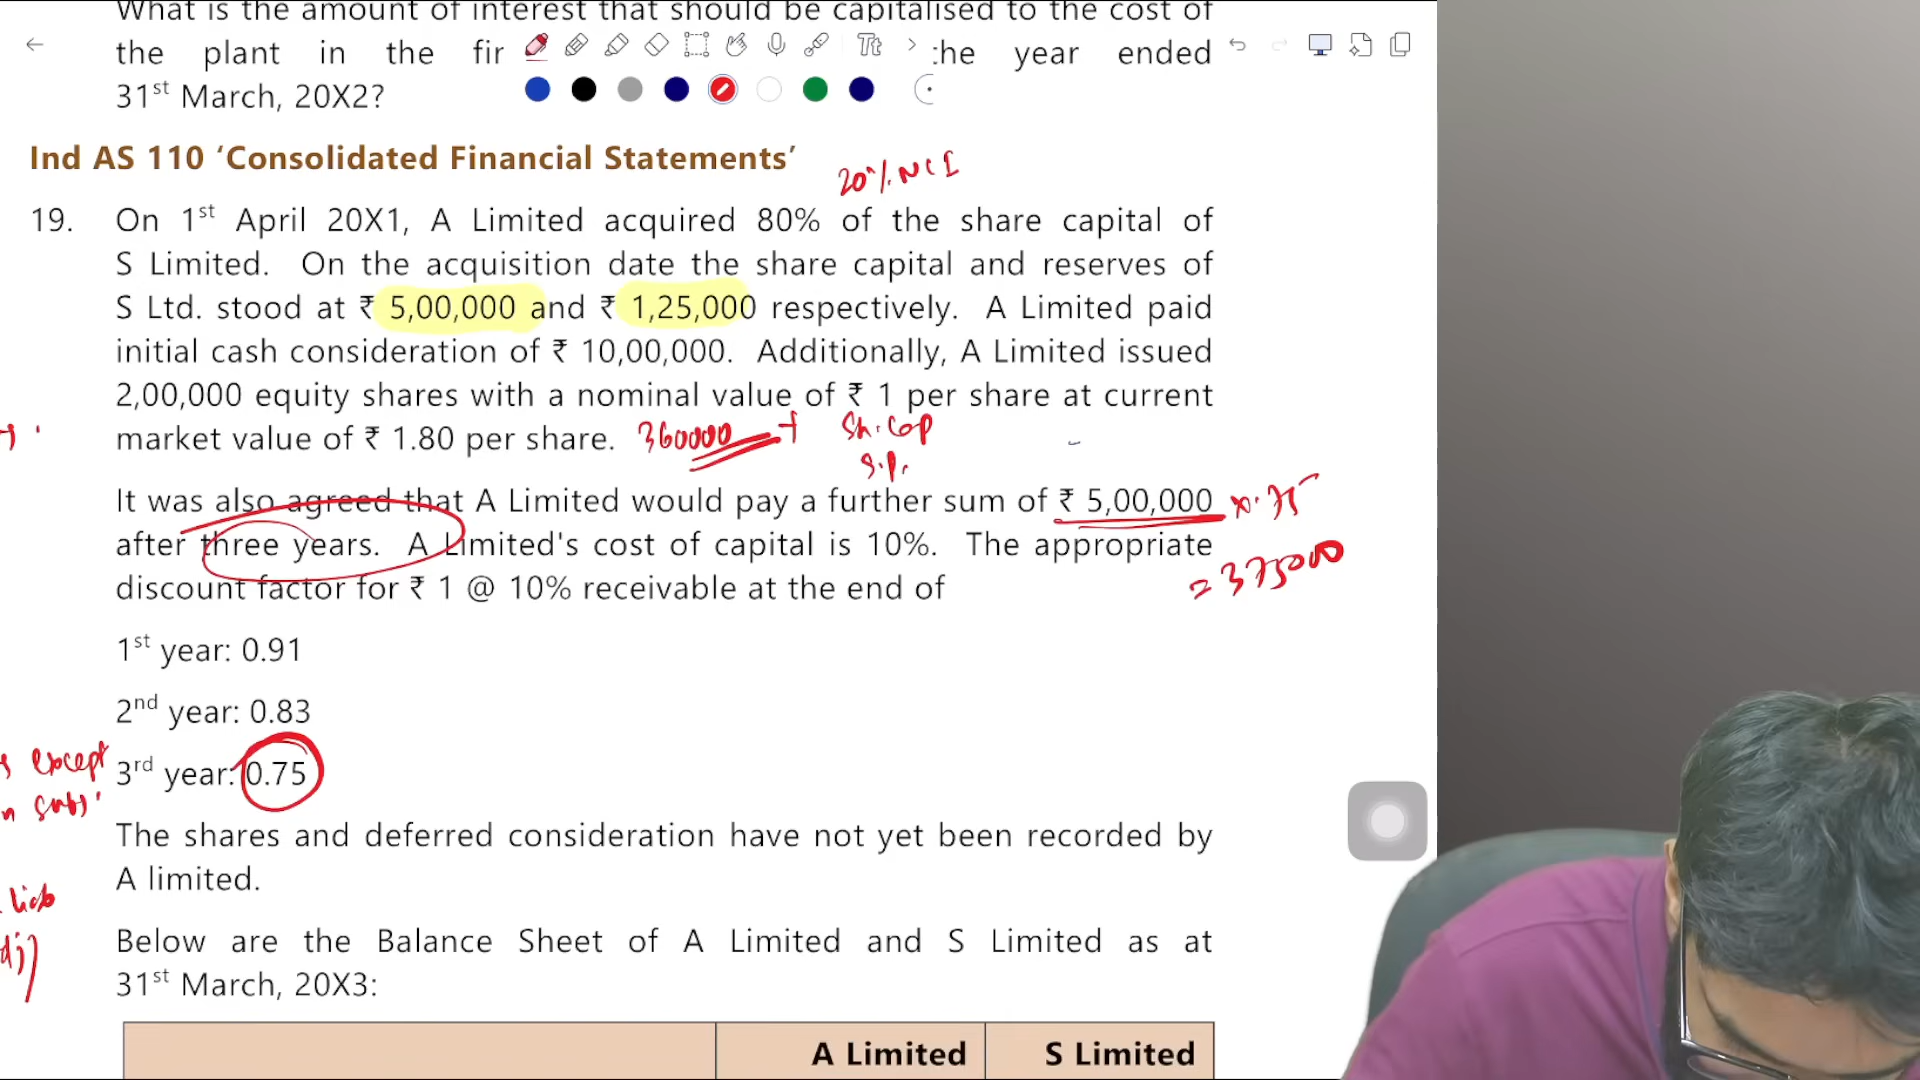 What is the amount of interest that should be capitalised to the cost of
the plant in the fir he year ended
31st March, 20X2?
Tt
Ind AS 110 ‘Consolidated Financial Statements’
20% NCI
19. On 1st April 20X1, A Limited acquired 80% of the share capital of
S Limited. On the acquisition date the share capital and reserves of
S Ltd. stood at ₹ 5,00,000 and ₹ 1,25,000 respectively. A Limited paid
initial cash consideration of ₹ 10,00,000. Additionally, A Limited issued
2,00,000 equity shares with a nominal value of ₹ 1 per share at current
market value of ₹ 1.80 per share. 360000 Sh. Cap
S.P.
It was also agreed that A Limited would pay a further sum of ₹ 5,00,000 x .75
after three years. A Limited's cost of capital is 10%. The appropriate
= 375000
discount factor for ₹ 1 @ 10% receivable at the end of
1st year: 0.91
2nd year: 0.83
s except
3rd year: 0.75
n subs
The shares and deferred consideration have not yet been recorded by
A limited.
liab
dj)
Below are the Balance Sheet of A Limited and S Limited as at
31st March, 20X3:
A Limited S Limited